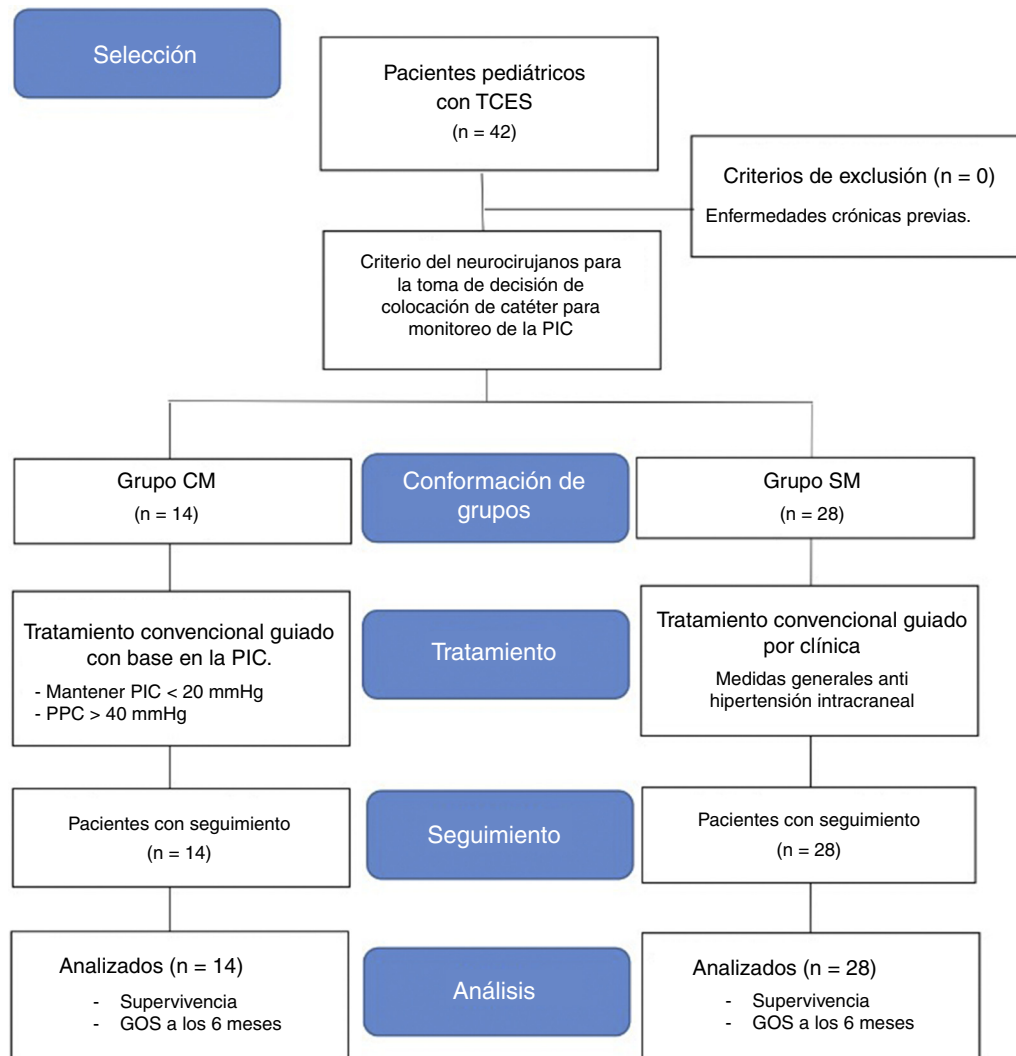 Selección
Pacientes pediátricos
con TCES
(n = 42)
Criterios de exclusión (n = 0)
Enfermedades crónicas previas.
Criterio del neurocirujanos para
la toma de decisión de
colocación de catéter para
monitoreo de la PIC
Grupo CM
(n = 14)
Conformación de
grupos
Grupo SM
(n = 28)
Tratamiento convencional guiado
con base en la PIC.
- Mantener PIC < 20 mmHg
- PPC > 40 mmHg
Tratamiento
Tratamiento convencional guiado
por clínica
Medidas generales anti
hipertensión intracraneal
Pacientes con seguimiento
(n = 14)
Seguimiento
Pacientes con seguimiento
(n = 28)
Analizados (n = 14)
- Supervivencia
- GOS a los 6 meses
Análisis
Analizados (n = 28)
- Supervivencia
- GOS a los 6 meses